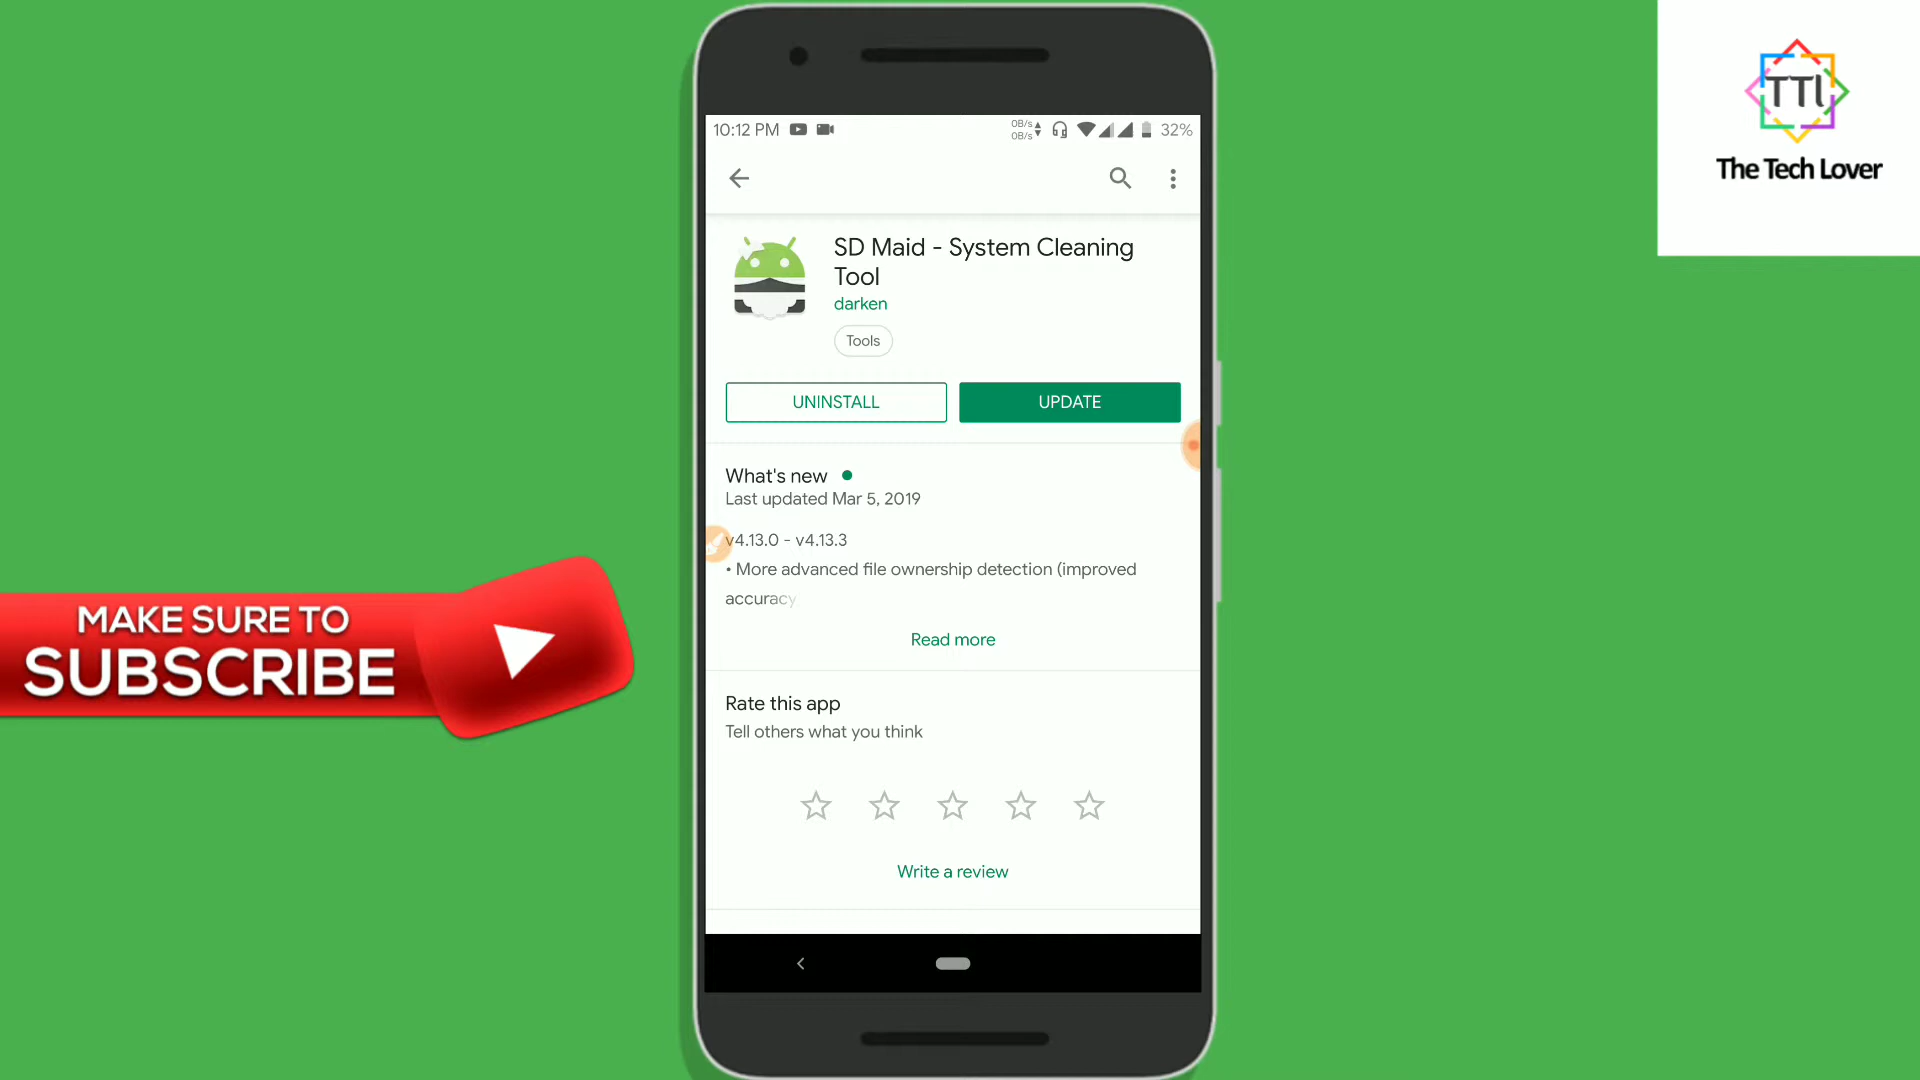 10:12 PM
0B/s
0B/s
32%
SD Maid - System Cleaning
Tool
darken
Tools
UNINSTALL
UPDATE
What's new
Last updated Mar 5, 2019
v4.13.0 - v4.13.3
• More advanced file ownership detection (improved
accuracy
Read more
Rate this app
Tell others what you think
Write a review
MAKE SURE TO
SUBSCRIBE
TTl
The Tech Lover